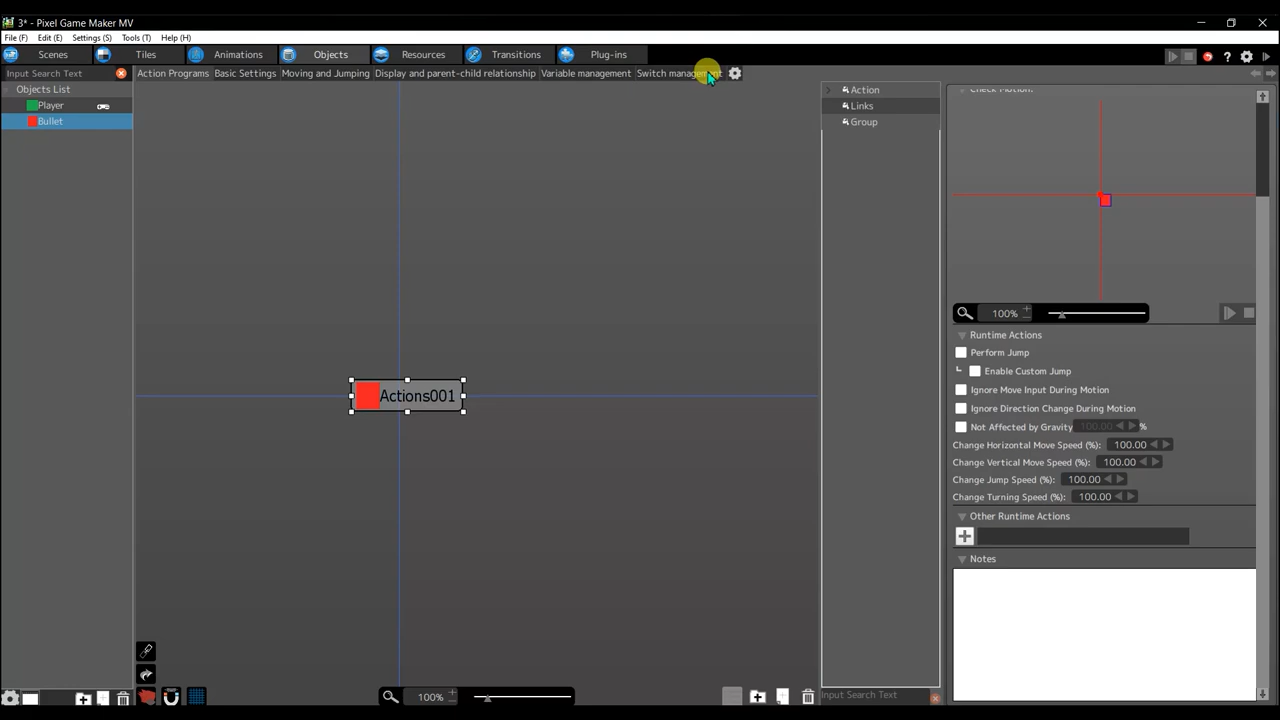 3* - Pixel Game Maker MV
File (F) Edit (E) Settings (S) Tools (T) Help (H)
Scenes Tiles Animations Objects Resources Transitions Plug-ins
Input Search Text Action Programs Basic Settings Moving and Jumping Display and parent-child relationship Variable management Switch management
Objects List
Player
Bullet
Action
Links
Group
Actions001
Check Motion:
100%
Runtime Actions
Perform Jump
Enable Custom Jump
Ignore Move Input During Motion
Ignore Direction Change During Motion
Not Affected by Gravity 100.00 %
Change Horizontal Move Speed (%): 100.00
Change Vertical Move Speed (%): 100.00
Change Jump Speed (%): 100.00
Change Turning Speed (%): 100.00
Other Runtime Actions
Notes
100%
Input Search Text